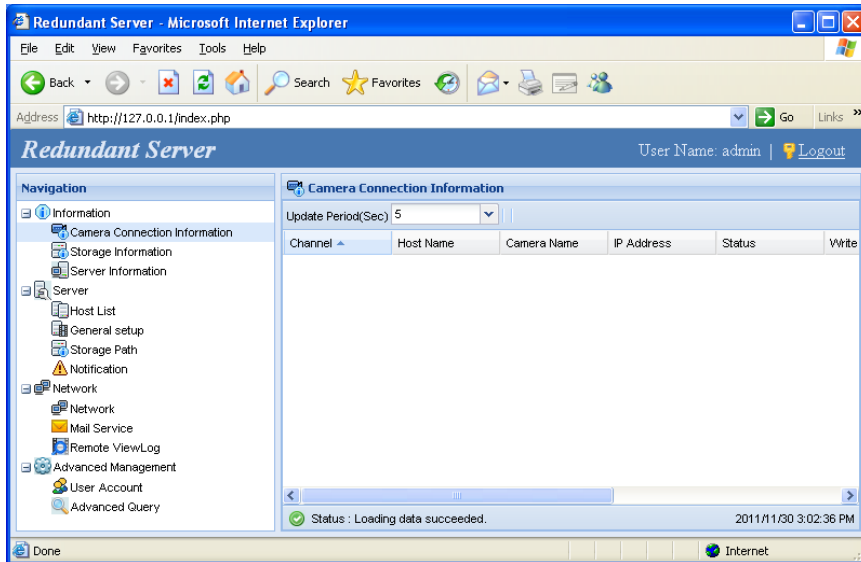 Redundant Server - Microsoft Internet Explorer
File Edit View Favorites Tools Help
Back Search Favorites
Address http://127.0.0.1/index.php Go Links »
Redundant Server User Name: admin | Logout
Navigation
Information
Camera Connection Information
Storage Information
Server Information
Server
Host List
General setup
Storage Path
Notification
Network
Network
Mail Service
Remote ViewLog
Advanced Management
User Account
Advanced Query
Camera Connection Information
Update Period(Sec) 5
Channel Host Name Camera Name IP Address Status Write
Status : Loading data succeeded. 2011/11/30 3:02:36 PM
Done Internet